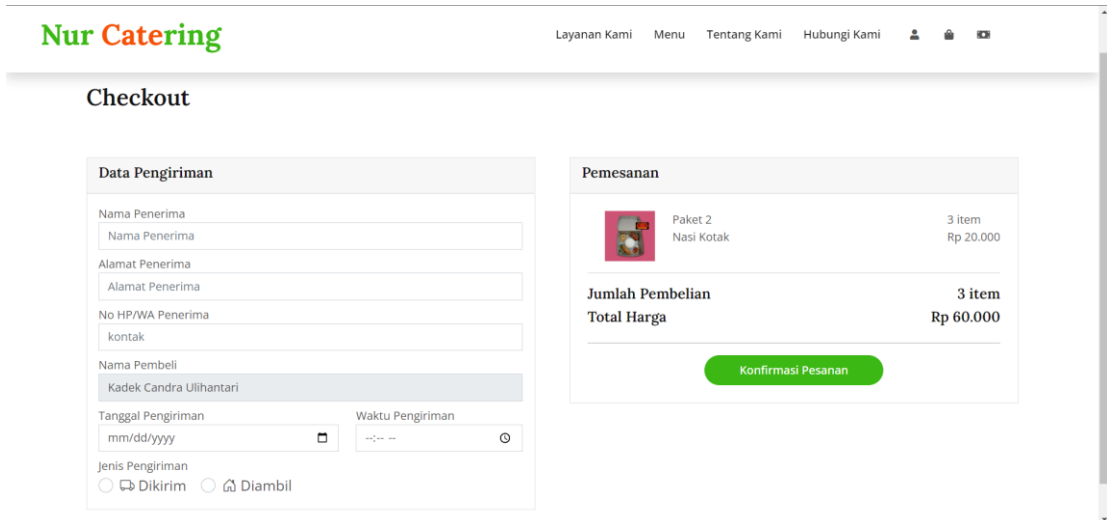 Nur Catering
Layanan Kami Menu Tentang Kami Hubungi Kami
Checkout
Data Pengiriman
Nama Penerima
Nama Penerima
Alamat Penerima
Alamat Penerima
No HP/WA Penerima
kontak
Nama Pembeli
Kadek Candra Ulihantari
Tanggal Pengiriman Waktu Pengiriman
mm/dd/yyyy --:-- --
Jenis Pengiriman
Dikirim Diambil
Pemesanan
Paket 2 3 item
Nasi Kotak Rp 20.000
Jumlah Pembelian 3 item
Total Harga Rp 60.000
Konfirmasi Pesanan